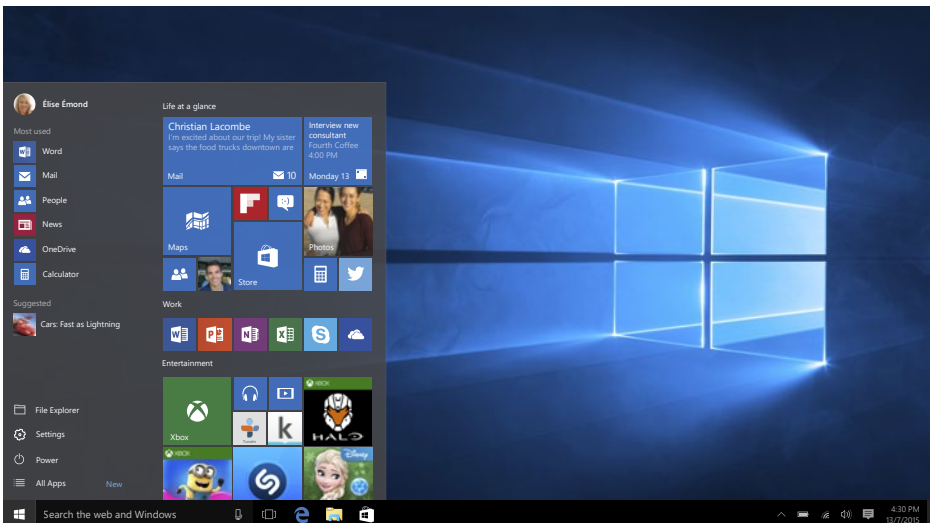 Élise Émond
Most used
Word
Mail
People
News
OneDrive
Calculator
Suggested
Cars: Fast as Lightning
File Explorer
Settings
Power
All Apps
New
Life at a glance
Christian Lacombe
I'm excited about our trip! My sister
says the food trucks downtown are
Mail
10
Interview new
consultant
Fourth Coffee
4:00 PM
Monday 13
Maps
:-)
Store
Photos
Work
W
P
N
X
S
Entertainment
Xbox
TuneIn
k
XBOX
HALO
XBOX
Disney
Search the web and Windows
4:30 PM
13/7/2015